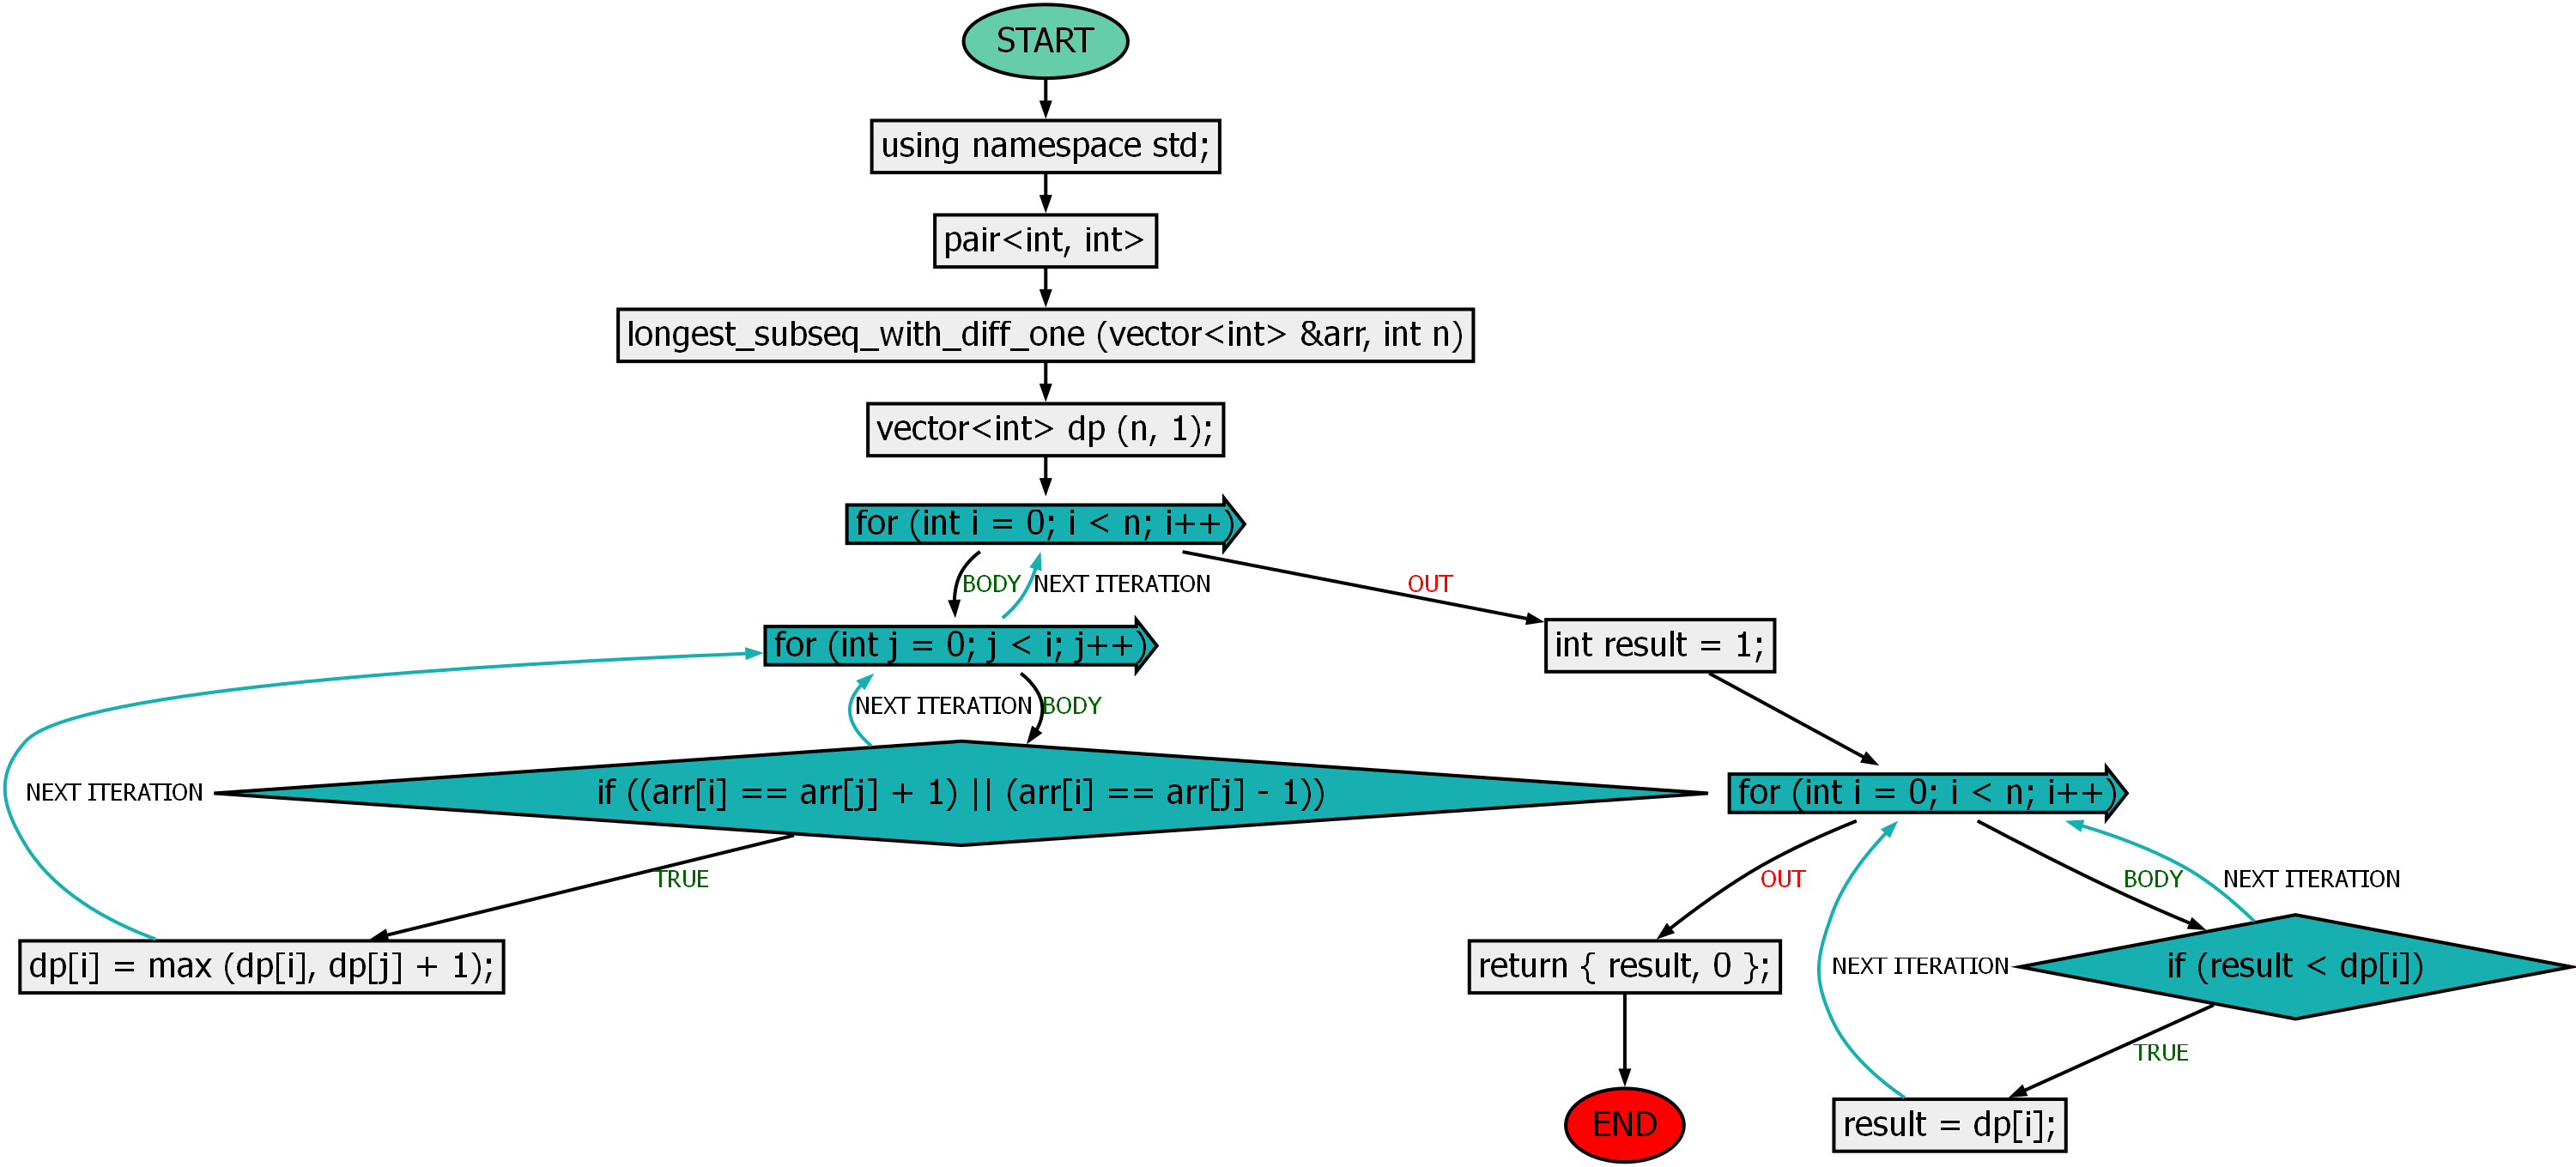 START
using namespace std;
pair<int, int>
longest_subseq_with_diff_one (vector<int> &arr, int n)
vector<int> dp (n, 1);
for (int i = 0; i < n; i++)
BODY
NEXT ITERATION
OUT
for (int j = 0; j < i; j++)
int result = 1;
NEXT ITERATION
BODY
NEXT ITERATION
if ((arr[i] == arr[j] + 1) || (arr[i] == arr[j] - 1))
for (int i = 0; i < n; i++)
TRUE
OUT
BODY
NEXT ITERATION
dp[i] = max (dp[i], dp[j] + 1);
return { result, 0 };
NEXT ITERATION
if (result < dp[i])
TRUE
END
result = dp[i];